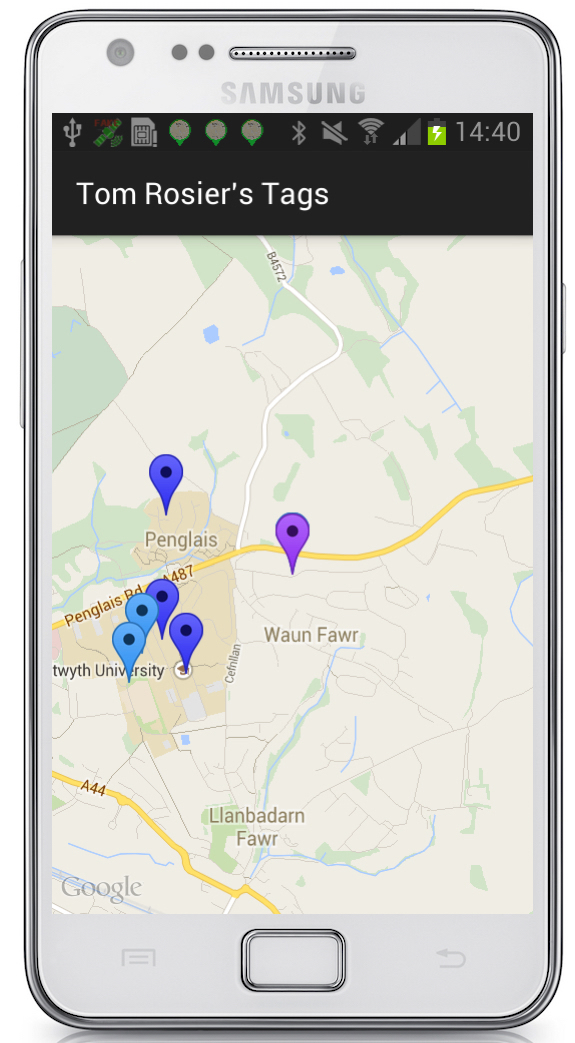 SAMSUNG
14:40
Tom Rosier's Tags
B4572
Penglais
A487
Penglais Rd
Waun Fawr
twyth University
Cefnllan
A44
Llanbadarn
Fawr
Google